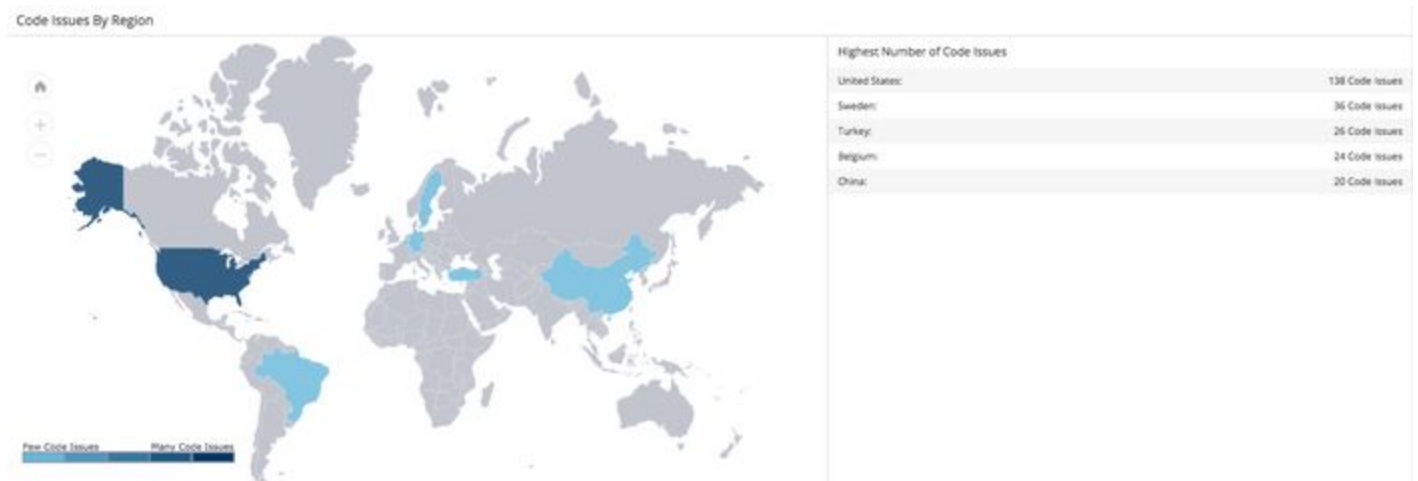 Code Issues By Region
Highest Number of Code Issues
United States: 138 Code Issues
Sweden: 36 Code Issues
Turkey: 26 Code Issues
Belgium: 24 Code Issues
China: 20 Code Issues
Few Code Issues Many Code Issues